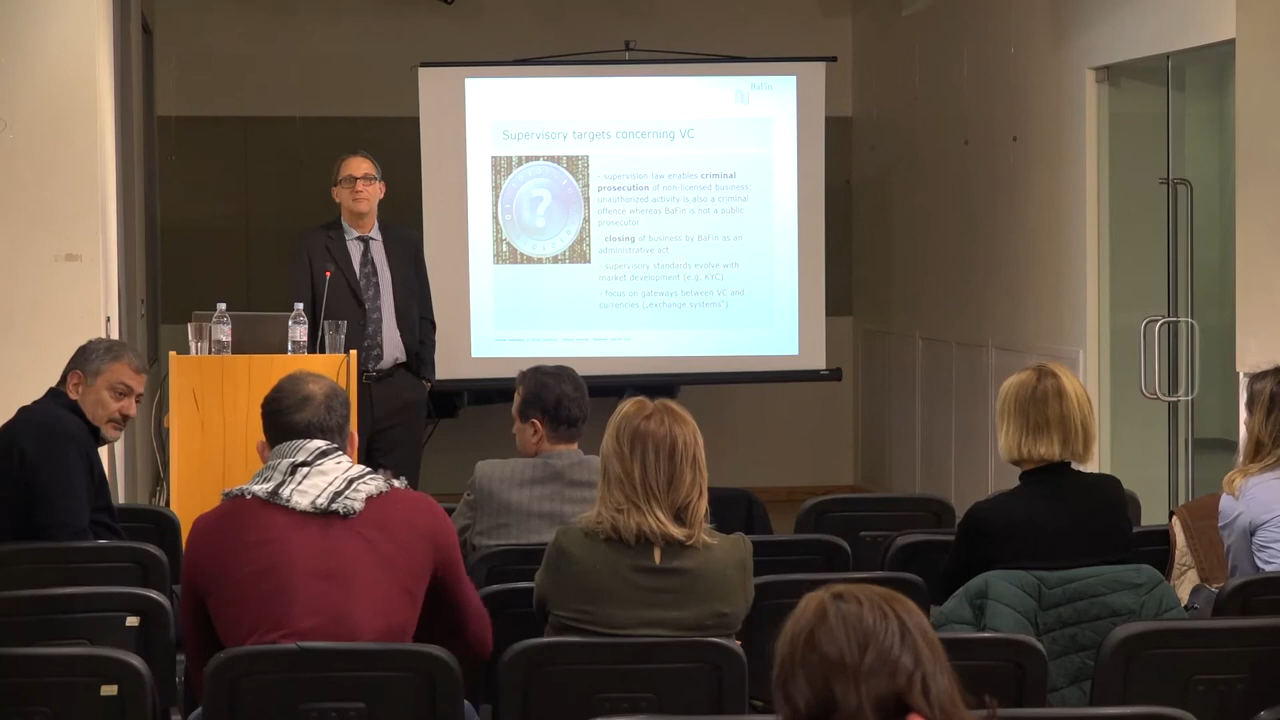 BaFin
Supervisory targets concerning VC
- supervision law enables criminal
prosecution of non-licensed business;
unauthorized activity is also a criminal
offence whereas BaFin is not a public
prosecutor
- closing of business by BaFin as an
administrative act
- supervisory standards evolve with
market development (e.g. KYC)
- focus on gateways between VC and
currencies („exchange systems“)
?